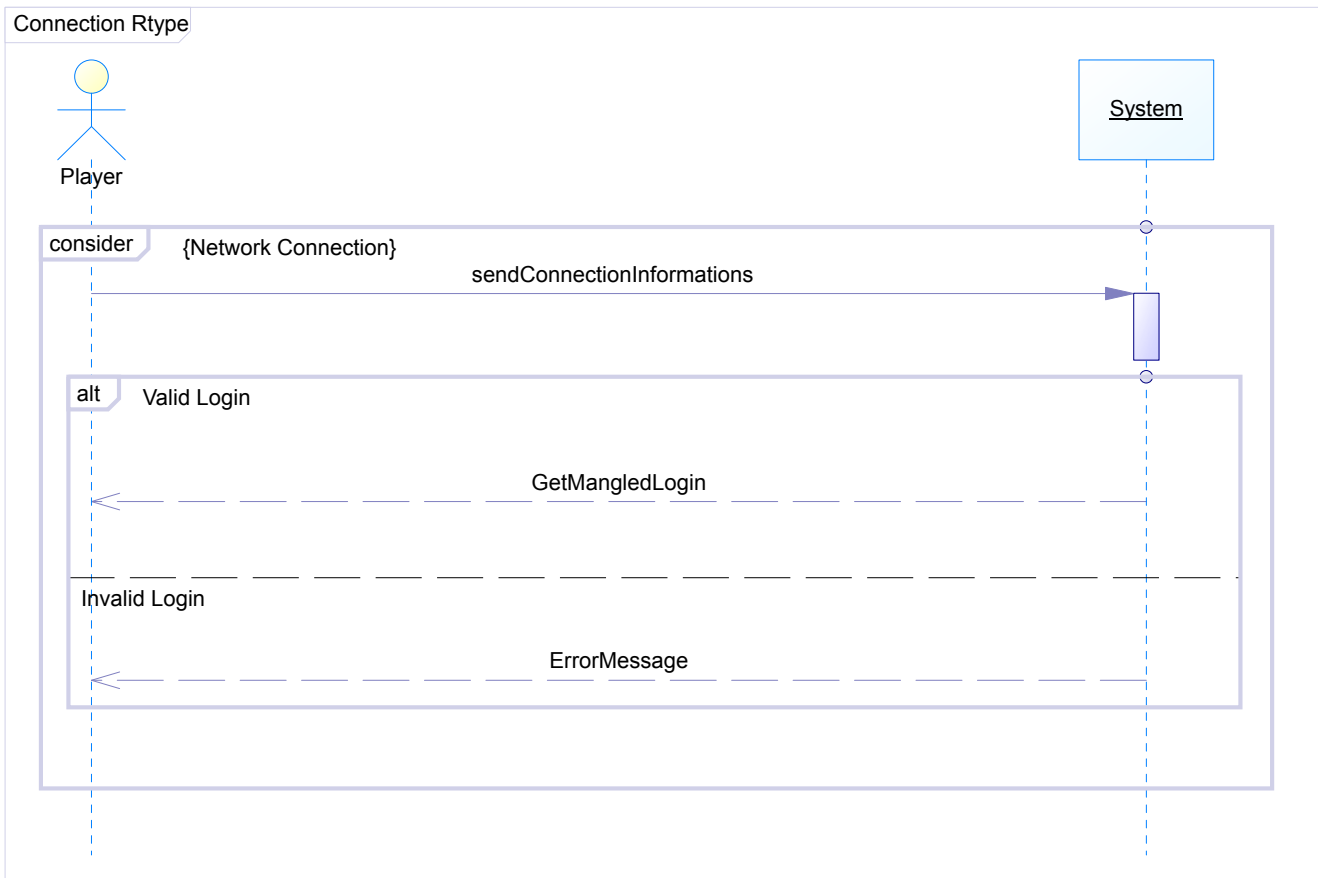 Connection Rtype
System
Player
consider {Network Connection}
sendConnectionInformations
alt Valid Login
GetMangledLogin
Invalid Login
ErrorMessage